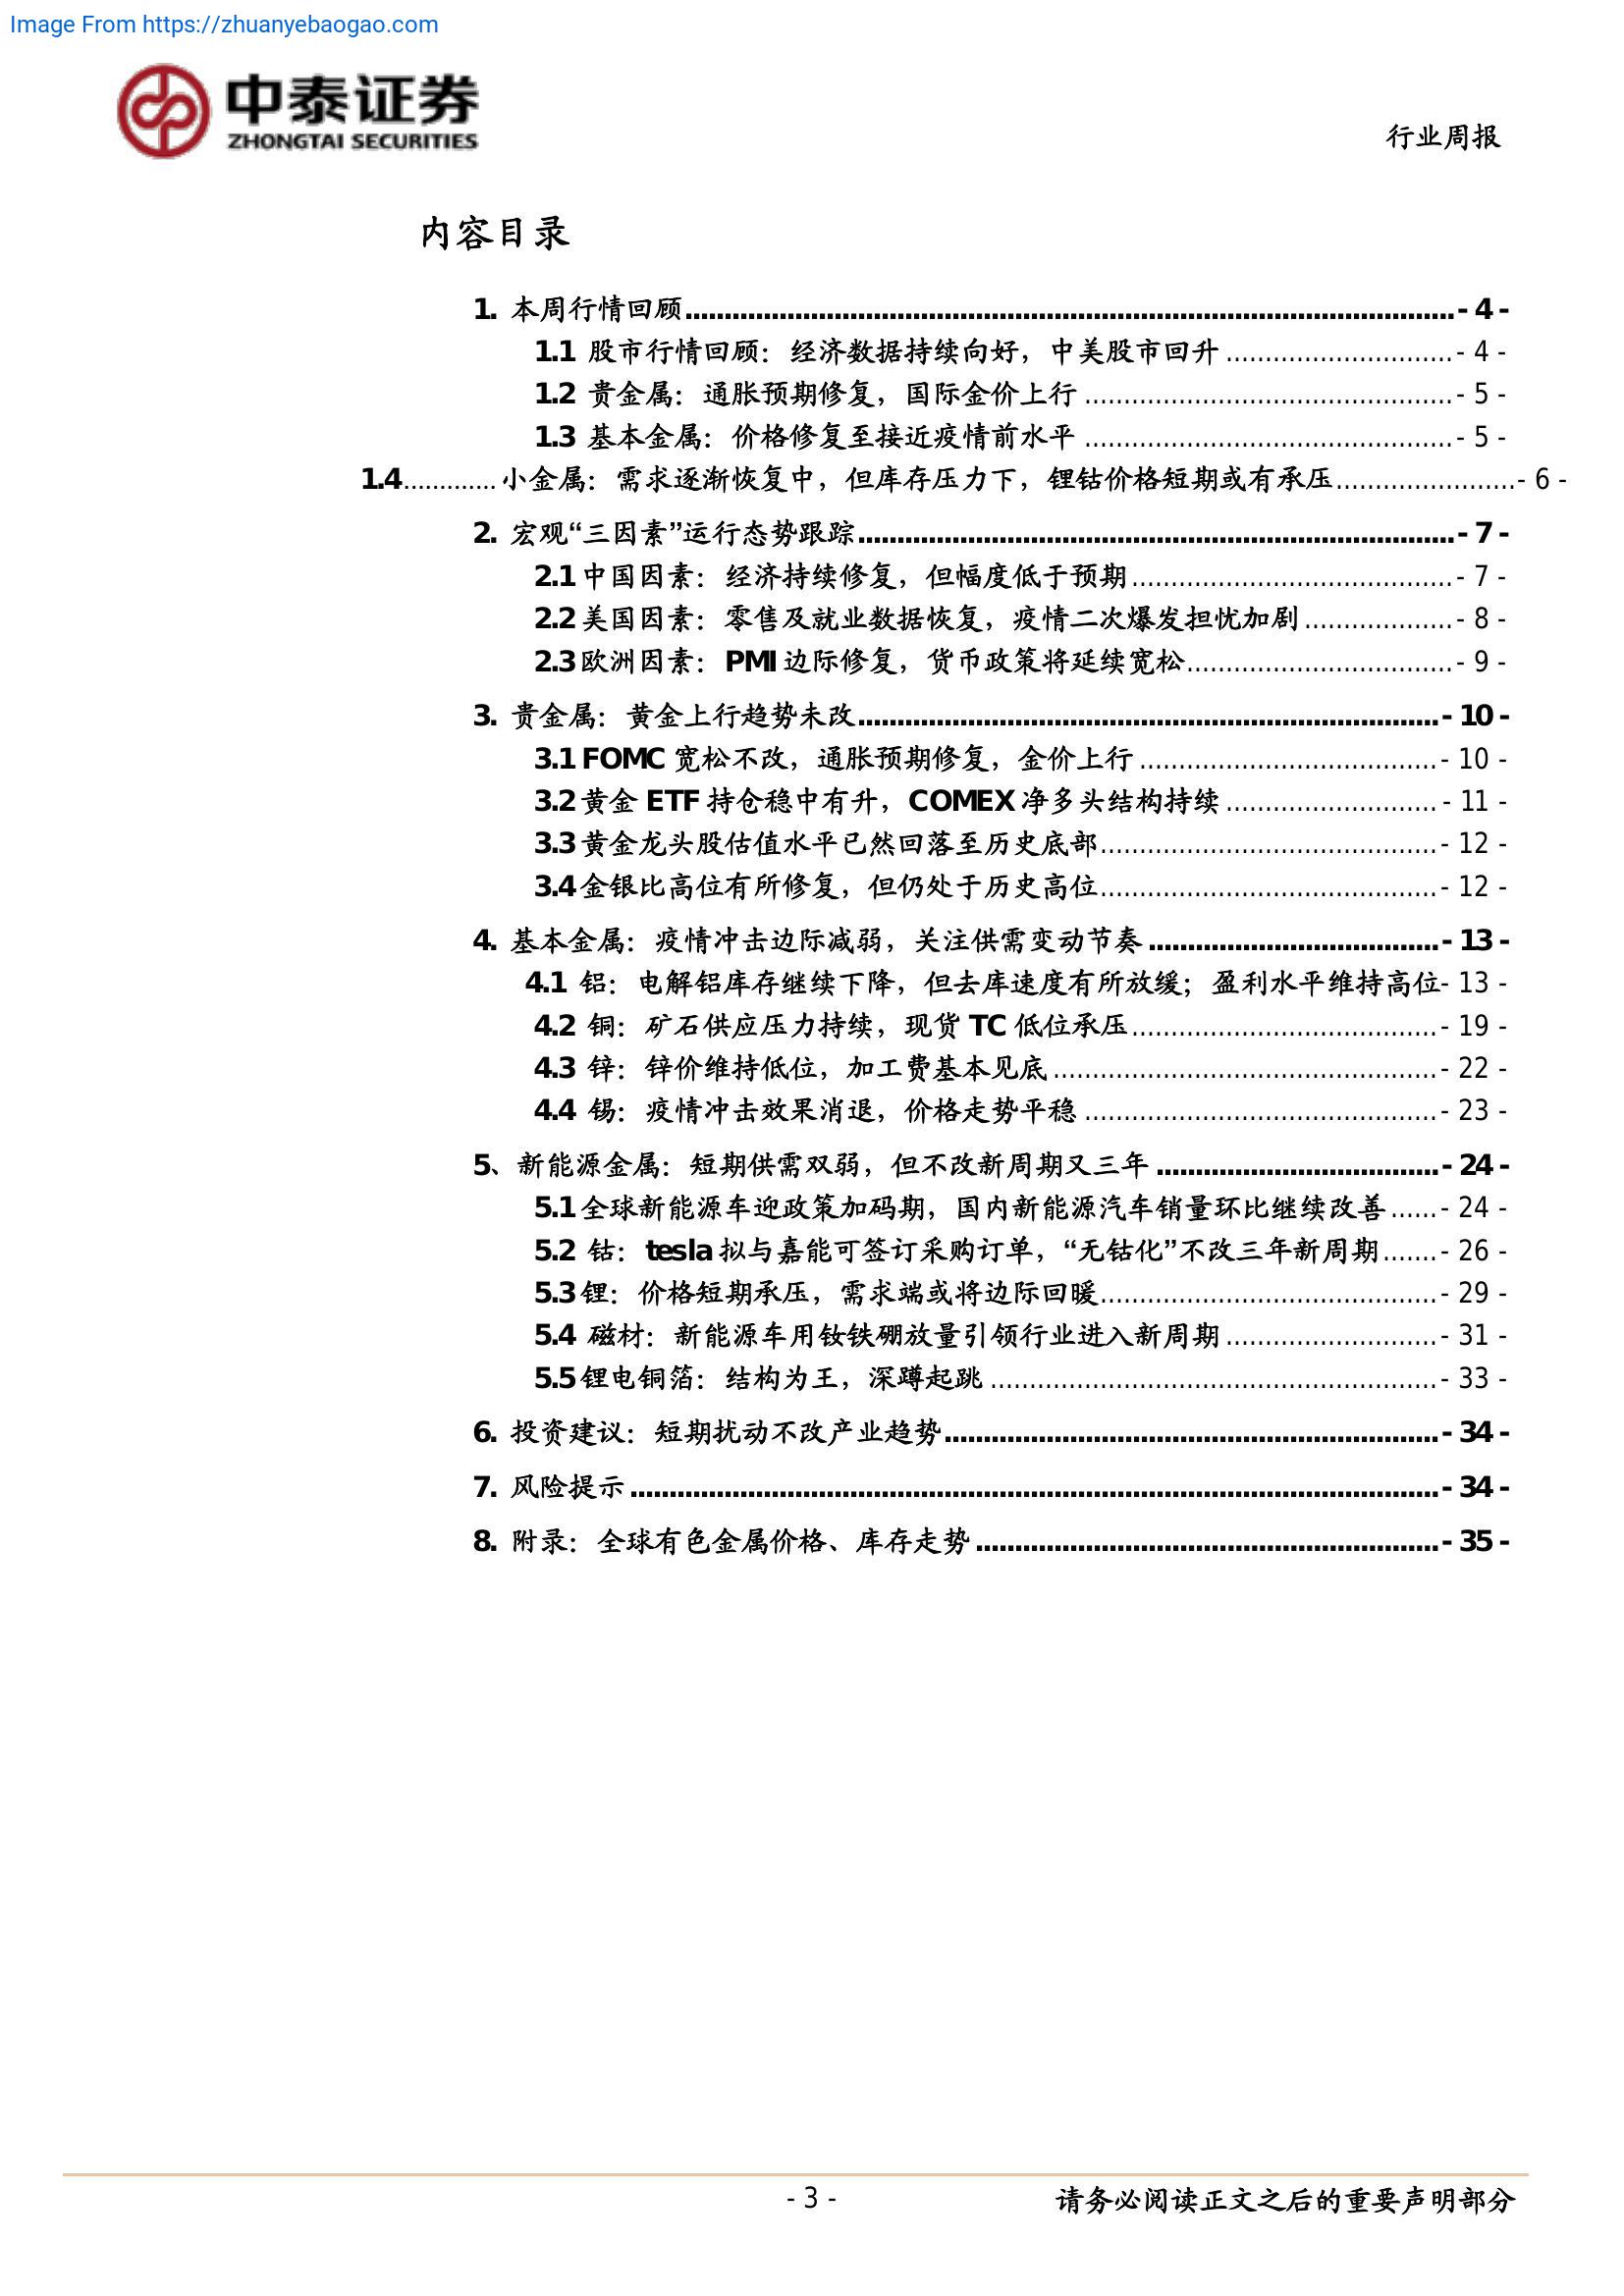 Image From https://zhuanyebaogao.com
中泰证券
ZHONGTAI SECURITIES
行业周报
内容目录
1. 本周行情回顾........................................................................................- 4 -
1.1 股市行情回顾：经济数据持续向好，中美股市回升.............................- 4 -
1.2 贵金属：通胀预期修复，国际金价上行...............................................- 5 -
1.3 基本金属：价格修复至接近疫情前水平...............................................- 5 -
1.4.............小金属：需求逐渐恢复中，但库存压力下，锂钴价格短期或有承压.......................- 6 -
2. 宏观“三因素”运行态势跟踪............................................................................- 7 -
2.1中国因素：经济持续修复，但幅度低于预期.........................................- 7 -
2.2美国因素：零售及就业数据恢复，疫情二次爆发担忧加剧...................- 8 -
2.3欧洲因素：PMI 边际修复，货币政策将延续宽松..................................- 9 -
3. 贵金属：黄金上行趋势未改..........................................................................- 10 -
3.1 FOMC 宽松不改，通胀预期修复，金价上行......................................- 10 -
3.2黄金 ETF 持仓稳中有升，COMEX 净多头结构持续...........................- 11 -
3.3黄金龙头股估值水平已然回落至历史底部...........................................- 12 -
3.4金银比高位有所修复，但仍处于历史高位...........................................- 12 -
4. 基本金属：疫情冲击边际减弱，关注供需变动节奏.....................................- 13 -
4.1 铝：电解铝库存继续下降，但去库速度有所放缓；盈利水平维持高位- 13 -
4.2 铜：矿石供应压力持续，现货 TC 低位承压.......................................- 19 -
4.3 锌：锌价维持低位，加工费基本见底.................................................- 22 -
4.4 锡：疫情冲击效果消退，价格走势平稳.............................................- 23 -
5、新能源金属：短期供需双弱，但不改新周期又三年....................................- 24 -
5.1全球新能源车迎政策加码期，国内新能源汽车销量环比继续改善......- 24 -
5.2 钴：tesla 拟与嘉能可签订采购订单，“无钴化”不改三年新周期.......- 26 -
5.3锂：价格短期承压，需求端或将边际回暖...........................................- 29 -
5.4 磁材：新能源车用钕铁硼放量引领行业进入新周期...........................- 31 -
5.5锂电铜箔：结构为王，深蹲起跳.........................................................- 33 -
6. 投资建议：短期扰动不改产业趋势...............................................................- 34 -
7. 风险提示.......................................................................................................- 34 -
8. 附录：全球有色金属价格、库存走势...........................................................- 35 -
- 3 -
请务必阅读正文之后的重要声明部分